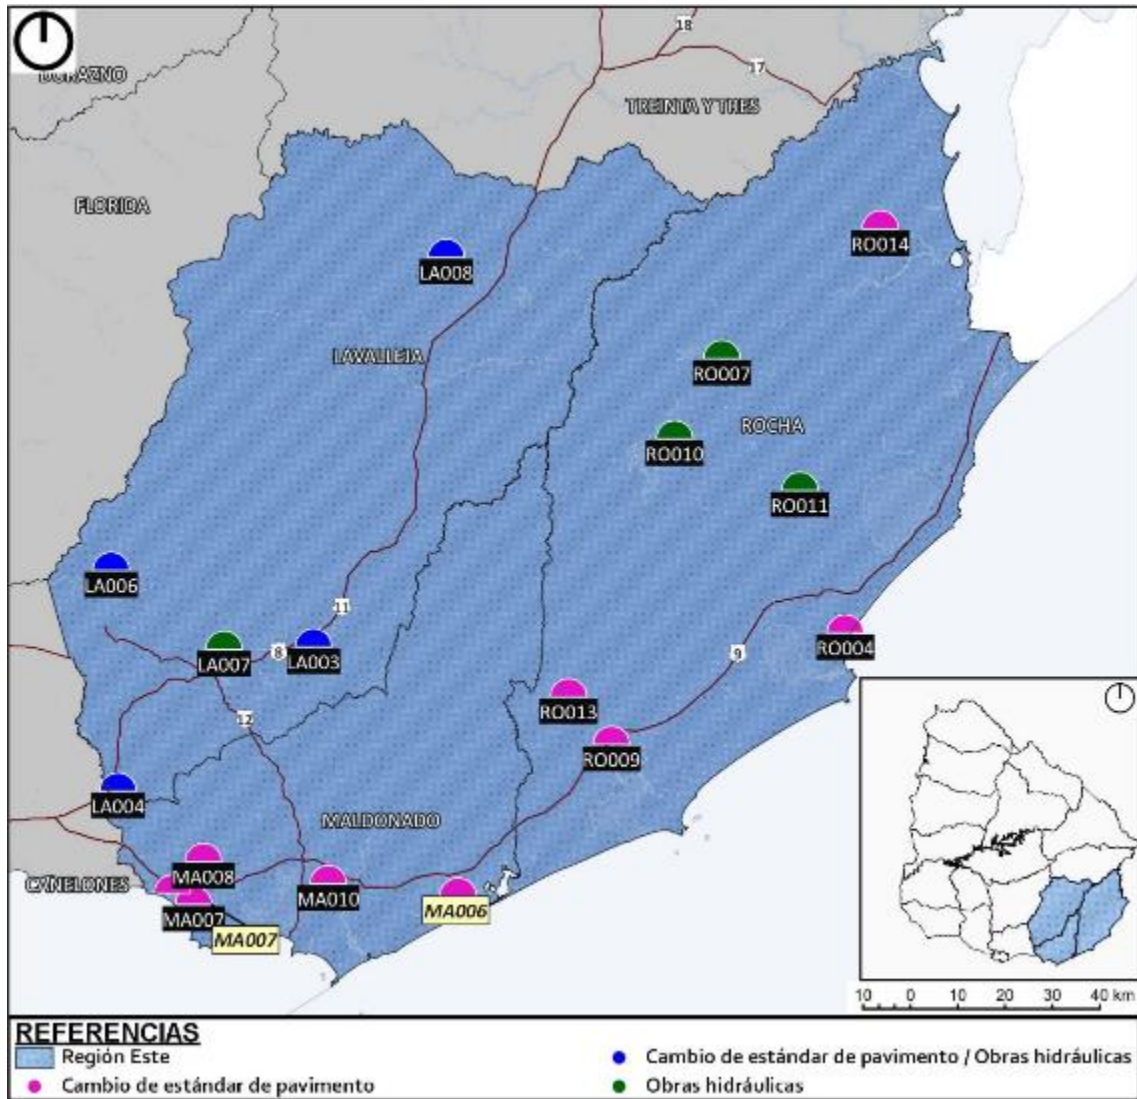 18
DURAZNO
17
TREINTA Y TRES
FLORIDA
RO014
LA008
LAVALLEJA
RO007
ROCHA
RO010
RO011
LA006
11
8
LA007
LA003
RO004
9
RO013
12
RO009
LA004
MALDONADO
MA008
CANELONES
MA010
MA006
MA007
MA007
10 0 10 20 30 40 km
REFERENCIAS
Región Este
Cambio de estándar de pavimento / Obras hidráulicas
Cambio de estándar de pavimento
Obras hidráulicas